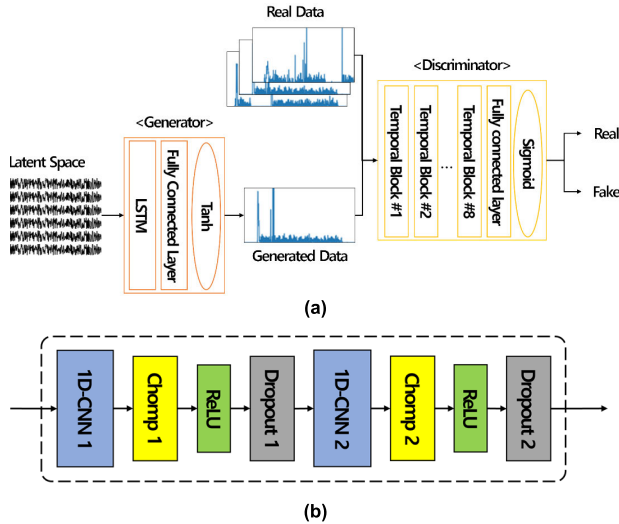 Real Data
<Discriminator>
<Generator>
Latent Space
LSTM
Fully Connected Layer
Tanh
Generated Data
Temporal Block #1
Temporal Block #2
...
Temporal Block #8
Fully connected layer
Sigmoid
Real
Fake
(a)
1D-CNN 1
Chomp 1
ReLU
Dropout 1
1D-CNN 2
Chomp 2
ReLU
Dropout 2
(b)